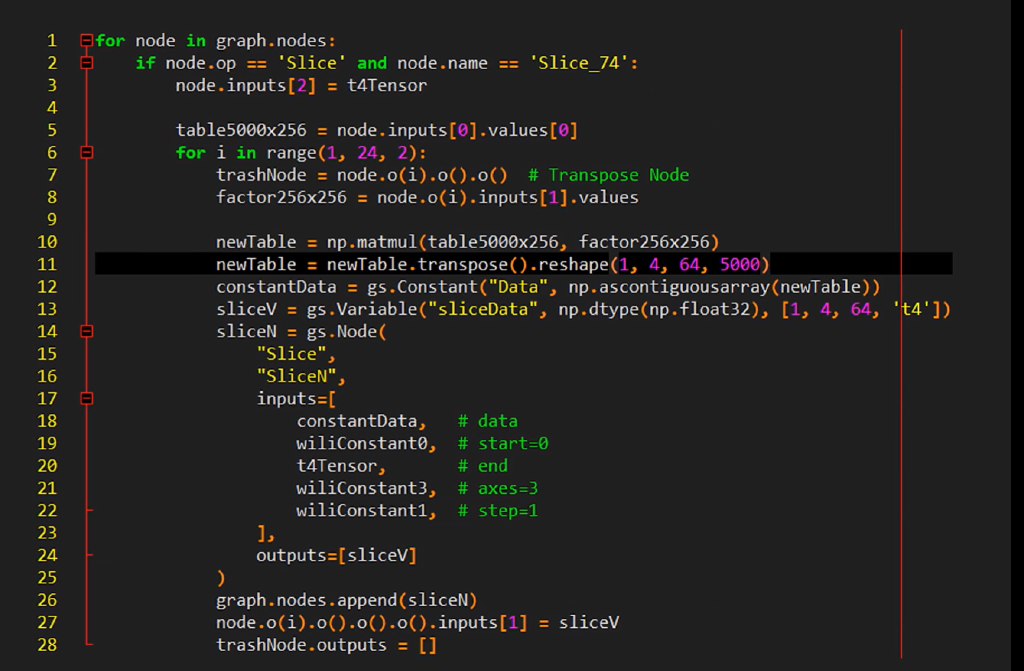 1 for node in graph.nodes:
2     if node.op == 'Slice' and node.name == 'Slice_74':
3         node.inputs[2] = t4Tensor
4
5         table5000x256 = node.inputs[0].values[0]
6         for i in range(1, 24, 2):
7             trashNode = node.o(i).o().o()  # Transpose Node
8             factor256x256 = node.o(i).inputs[1].values
9
10             newTable = np.matmul(table5000x256, factor256x256)
11             newTable = newTable.transpose().reshape(1, 4, 64, 5000)
12             constantData = gs.Constant("Data", np.ascontiguousarray(newTable))
13             sliceV = gs.Variable("sliceData", np.dtype(np.float32), [1, 4, 64, 't4'])
14             sliceN = gs.Node(
15                 "Slice",
16                 "SliceN",
17                 inputs=[
18                     constantData,   # data
19                     wiliConstant0,  # start=0
20                     t4Tensor,       # end
21                     wiliConstant3,  # axes=3
22                     wiliConstant1,  # step=1
23                 ],
24                 outputs=[sliceV]
25             )
26             graph.nodes.append(sliceN)
27             node.o(i).o().o().o().inputs[1] = sliceV
28             trashNode.outputs = []